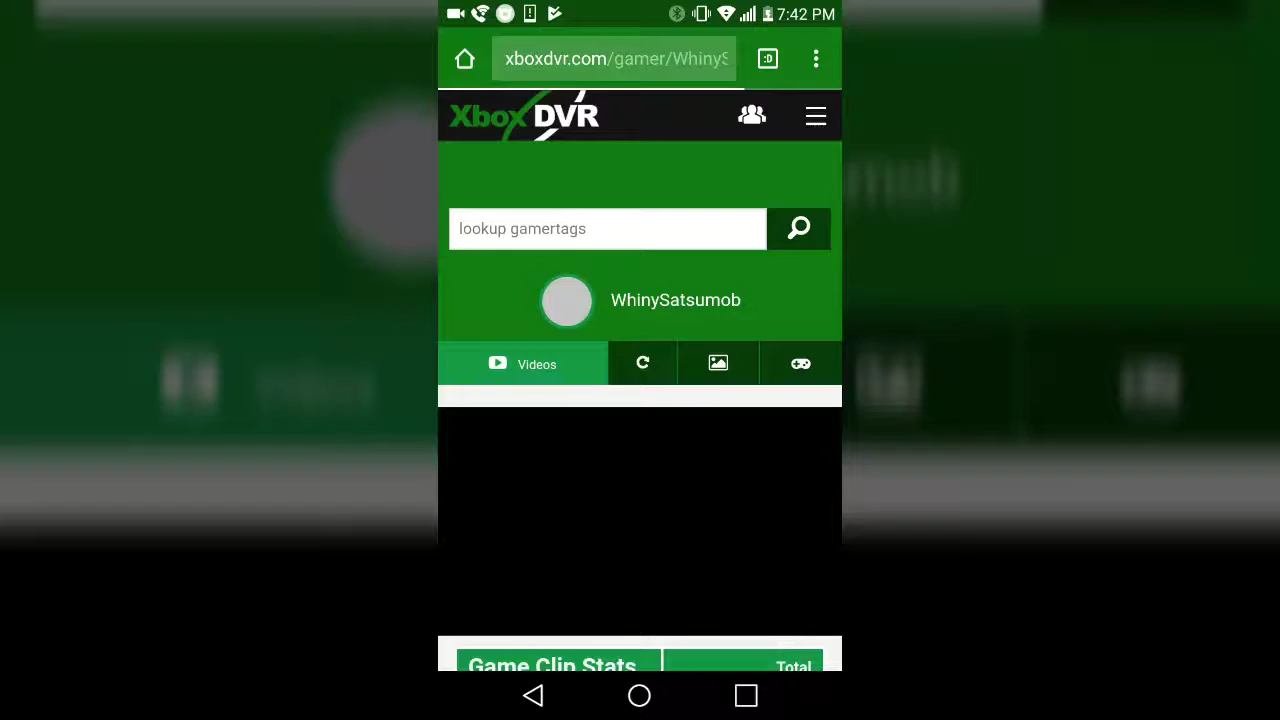 7:42 PM
xboxdvr.com/gamer/WhinyS
:D
Xbox DVR
lookup gamertags
WhinySatsumob
Videos
Game Clip Stats
Total